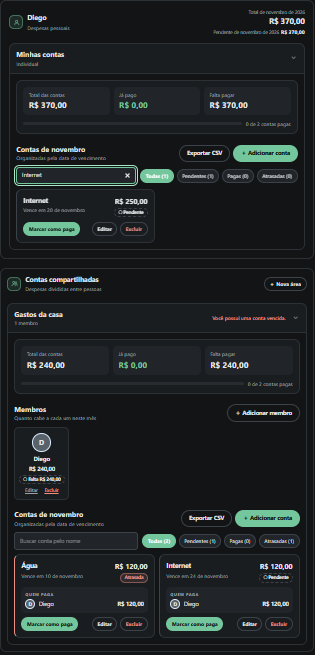 Diego
Despesas pessoais
Total de novembro de 2026
R$ 370,00
Pendente de novembro de 2026 R$ 370,00
Minhas contas
Individual
Total das contas
R$ 370,00
Já pago
R$ 0,00
Falta pagar
R$ 370,00
0 de 2 contas pagas
Contas de novembro
Organizadas pela data de vencimento
Exportar CSV
+ Adicionar conta
Internet
Todas (1)
Pendentes (1)
Pagas (0)
Atrasadas (0)
Internet
Vence em 20 de novembro
R$ 250,00
Pendente
Marcar como paga
Editar
Excluir
Contas compartilhadas
Despesas divididas entre pessoas
+ Nova área
Gastos da casa
1 membro
Você possui uma conta vencida.
Total das contas
R$ 240,00
Já pago
R$ 0,00
Falta pagar
R$ 240,00
0 de 2 contas pagas
Membros
Quanto cabe a cada um neste mês
+ Adicionar membro
D
Diego
R$ 240,00
Falta R$ 240,00
Editar
Excluir
Contas de novembro
Organizadas pela data de vencimento
Exportar CSV
+ Adicionar conta
Buscar conta pelo nome
Todas (2)
Pendentes (1)
Pagas (0)
Atrasadas (1)
Água
Vence em 10 de novembro
R$ 120,00
Atrasada
QUEM PAGA
D
Diego
R$ 120,00
Marcar como paga
Editar
Excluir
Internet
Vence em 24 de novembro
R$ 120,00
Pendente
QUEM PAGA
D
Diego
R$ 120,00
Marcar como paga
Editar
Excluir